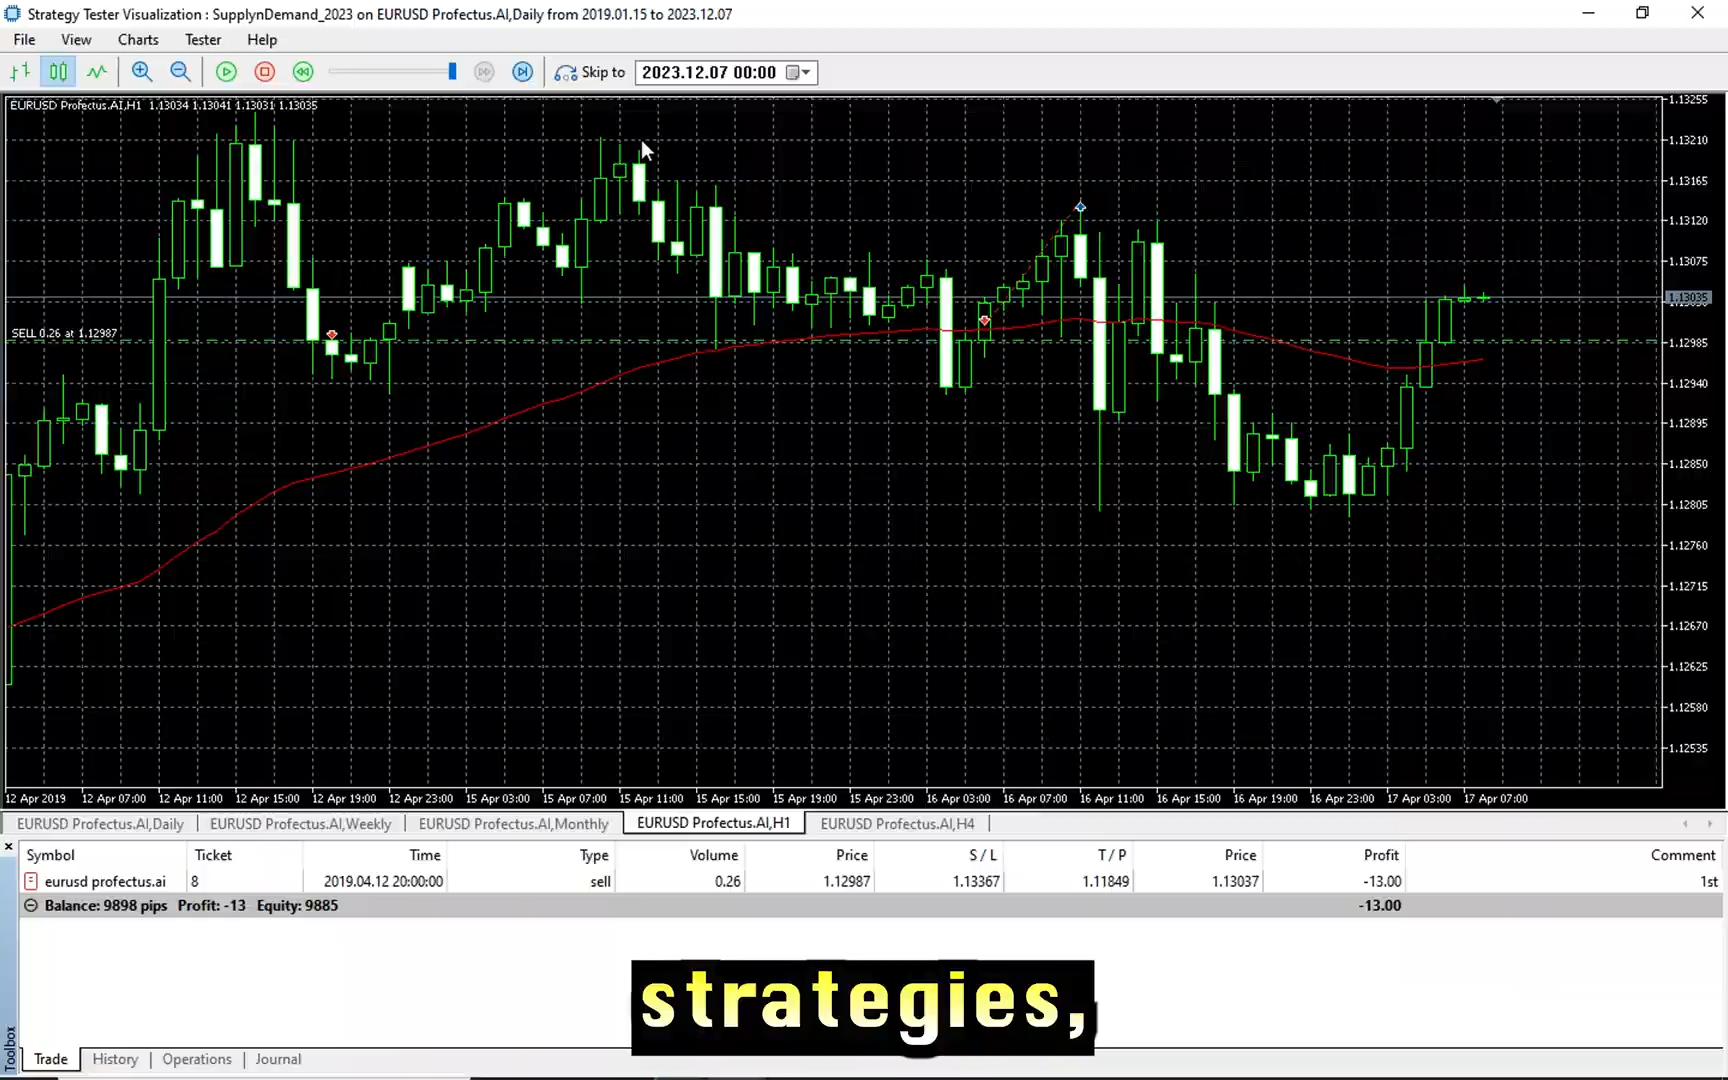 Strategy Tester Visualization : SupplynDemand_2023 on EURUSD Profectus.AI,Daily from 2019.01.15 to 2023.12.07
File View Charts Tester Help
Skip to 2023.12.07 00:00
EURUSD Profectus.AI,H1 1.13034 1.13041 1.13031 1.13035
1.13255
1.13210
1.13165
1.13120
1.13075
1.13035
SELL 0.26 at 1.12987
1.12985
1.12940
1.12895
1.12850
1.12805
1.12760
1.12715
1.12670
1.12625
1.12580
1.12535
12 Apr 2019 12 Apr 07:00 12 Apr 11:00 12 Apr 15:00 12 Apr 19:00 12 Apr 23:00 15 Apr 03:00 15 Apr 07:00 15 Apr 11:00 15 Apr 15:00 15 Apr 19:00 15 Apr 23:00 16 Apr 03:00 16 Apr 07:00 16 Apr 11:00 16 Apr 15:00 16 Apr 19:00 16 Apr 23:00 17 Apr 03:00 17 Apr 07:00
EURUSD Profectus.AI,Daily EURUSD Profectus.AI,Weekly EURUSD Profectus.AI,Monthly EURUSD Profectus.AI,H1 EURUSD Profectus.AI,H4
Symbol Ticket Time Type Volume Price S / L T / P Price Profit Comment
eurusd profectus.ai 8 2019.04.12 20:00:00 sell 0.26 1.12987 1.13367 1.11849 1.13037 -13.00 1st
Balance: 9898 pips Profit: -13 Equity: 9885 -13.00
strategies,
Toolbox
Trade History Operations Journal